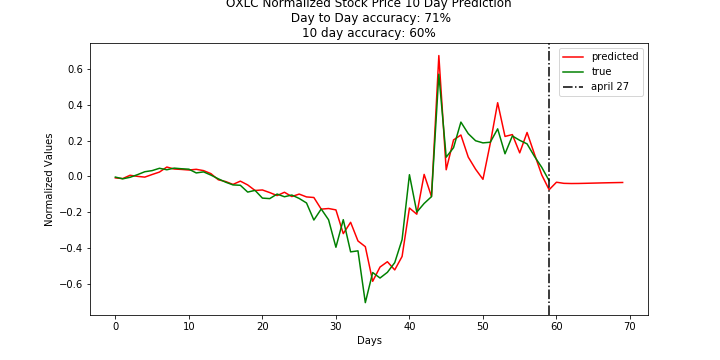 OXLC Normalized Stock Price 10 Day Prediction
Day to Day accuracy: 71%
10 day accuracy: 60%
predicted
true
april 27
Normalized Values
0.6
0.4
0.2
0.0
−0.2
−0.4
−0.6
0 10 20 30 40 50 60 70
Days